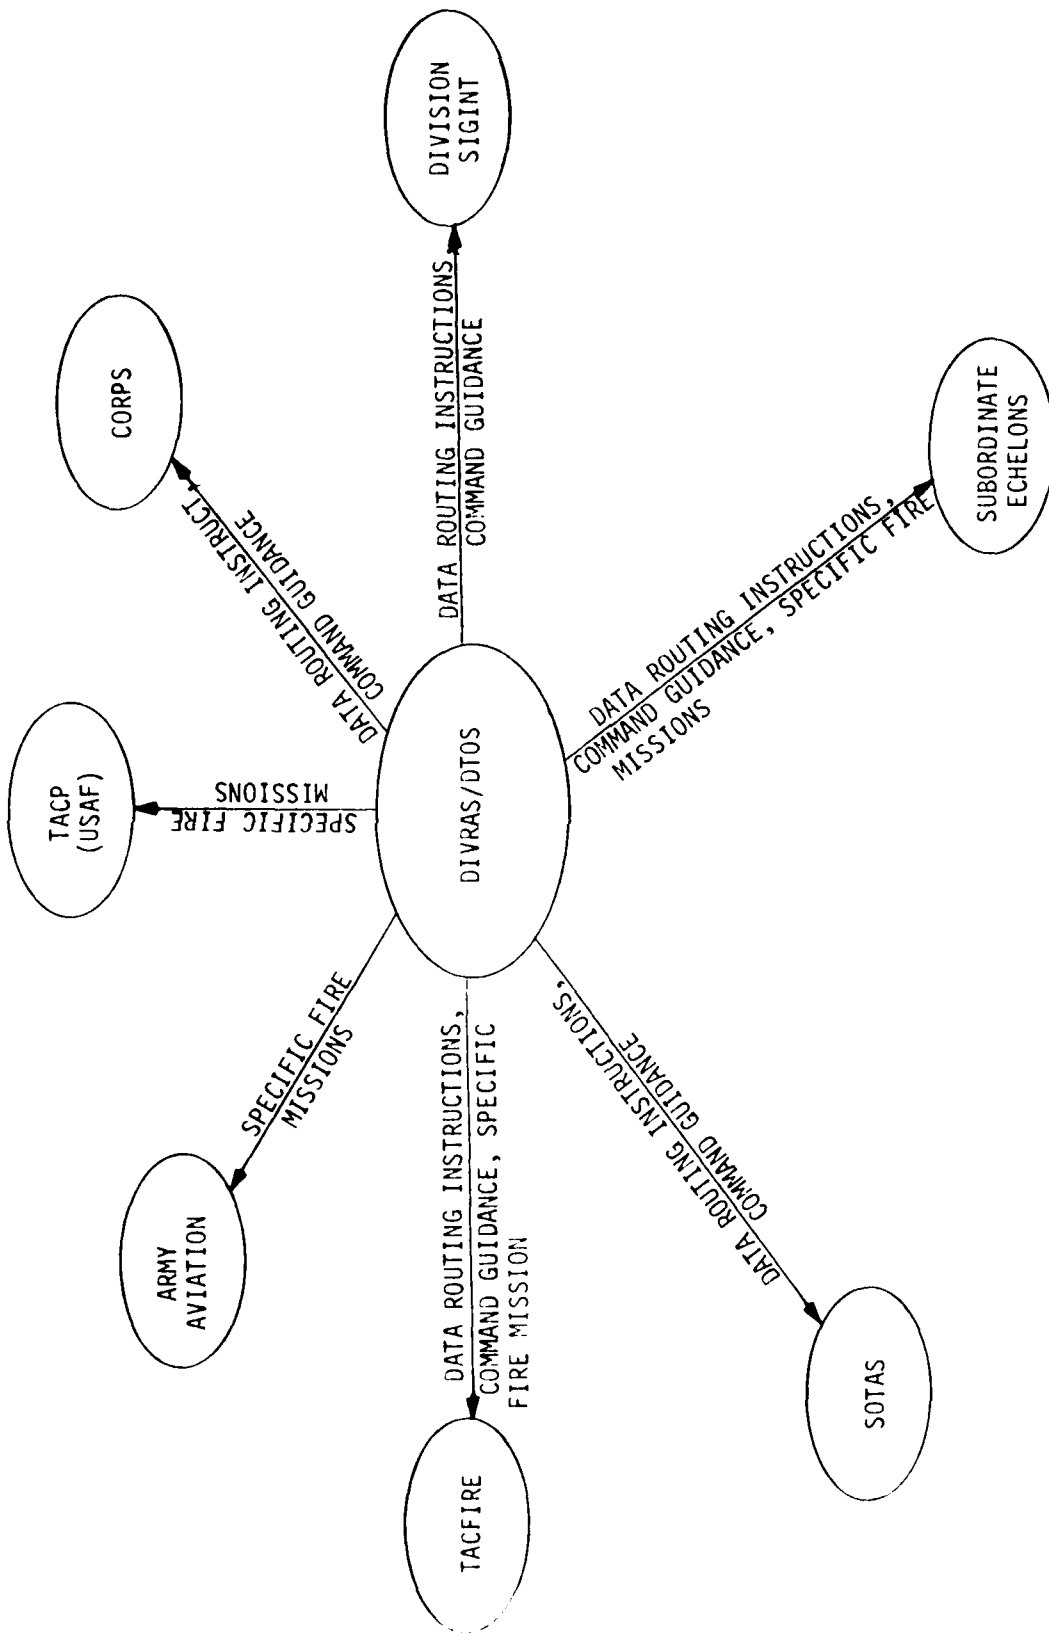 TACP
(USAF)
CORPS
ARMY
AVIATION
SPECIFIC FIRE
MISSIONS
SPECIFIC FIRE
MISSIONS
DATA ROUTING INSTRUCT.
COMMAND GUIDANCE
TACFIRE
DATA ROUTING INSTRUCTIONS,
COMMAND GUIDANCE, SPECIFIC
FIRE MISSION
DIVRAS/DTOS
DATA ROUTING INSTRUCTIONS
COMMAND GUIDANCE
DIVISION
SIGINT
DATA ROUTING INSTRUCTIONS,
COMMAND GUIDANCE
SOTAS
DATA ROUTING INSTRUCTIONS,
COMMAND GUIDANCE, SPECIFIC FIRE
MISSIONS
SUBORDINATE
ECHELONS